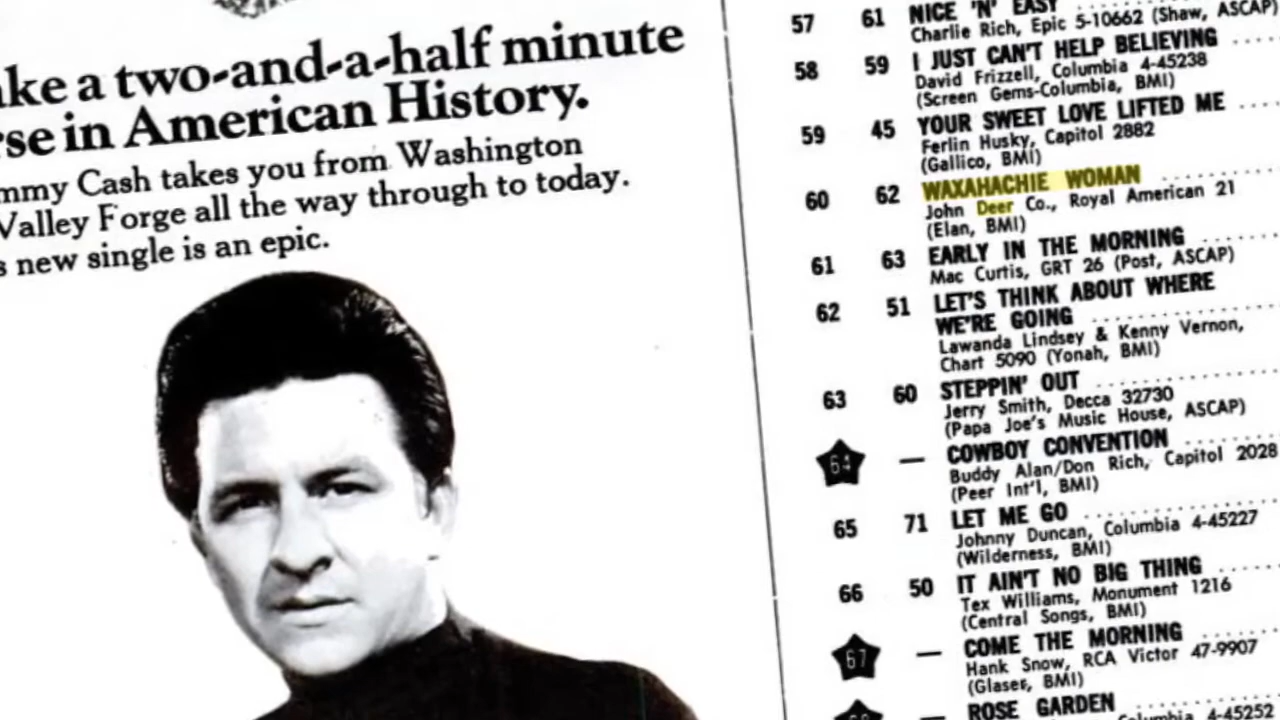 ake a two-and-a-half minute
rse in American History.
mmy Cash takes you from Washington
Valley Forge all the way through to today.
s new single is an epic.
57 61 NICE 'N' EASY
Charlie Rich, Epic 5-10662 (Shaw, ASCAP)
58 59 I JUST CAN'T HELP BELIEVING
David Frizzell, Columbia 4-45238
(Screen Gems-Columbia, BMI)
59 45 YOUR SWEET LOVE LIFTED ME
Ferlin Husky, Capitol 2882
(Gallico, BMI)
60 62 WAXAHACHIE WOMAN
John Deer Co., Royal American 21
(Elan, BMI)
61 63 EARLY IN THE MORNING
Mac Curtis, GRT 26 (Post, ASCAP)
62 51 LET'S THINK ABOUT WHERE
WE'RE GOING
Lawanda Lindsey & Kenny Vernon,
Chart 5090 (Yonah, BMI)
63 60 STEPPIN' OUT
Jerry Smith, Decca 32730
(Papa Joe's Music House, ASCAP)
64 — COWBOY CONVENTION
Buddy Alan/Don Rich, Capitol 2028
(Peer Int'l, BMI)
65 71 LET ME GO
Johnny Duncan, Columbia 4-45227
(Wilderness, BMI)
66 50 IT AIN'T NO BIG THING
Tex Williams, Monument 1216
(Central Songs, BMI)
67 — COME THE MORNING
Hank Snow, RCA Victor 47-9907
(Glaser, BMI)
— ROSE GARDEN
Columbia 4-45252